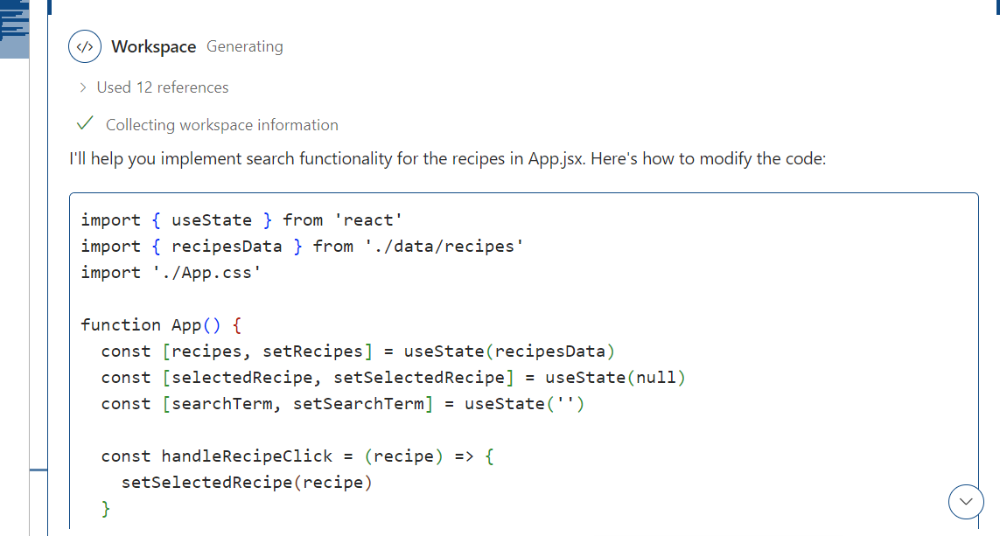 </> Workspace Generating
Used 12 references
Collecting workspace information
I'll help you implement search functionality for the recipes in App.jsx. Here's how to modify the code:
import { useState } from 'react'
import { recipesData } from './data/recipes'
import './App.css'
function App() {
  const [recipes, setRecipes] = useState(recipesData)
  const [selectedRecipe, setSelectedRecipe] = useState(null)
  const [searchTerm, setSearchTerm] = useState('')
  const handleRecipeClick = (recipe) => {
    setSelectedRecipe(recipe)
  }